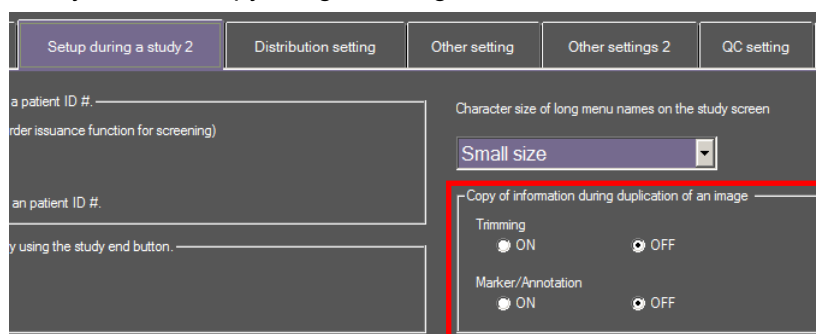 Setup during a study 2 Distribution setting Other setting Other settings 2 QC setting
a patient ID #.
rder issuance function for screening)
an patient ID #.
y using the study end button.
Character size of long menu names on the study screen
Small size
Copy of information during duplication of an image
Trimming
ON OFF
Marker/Annotation
ON OFF